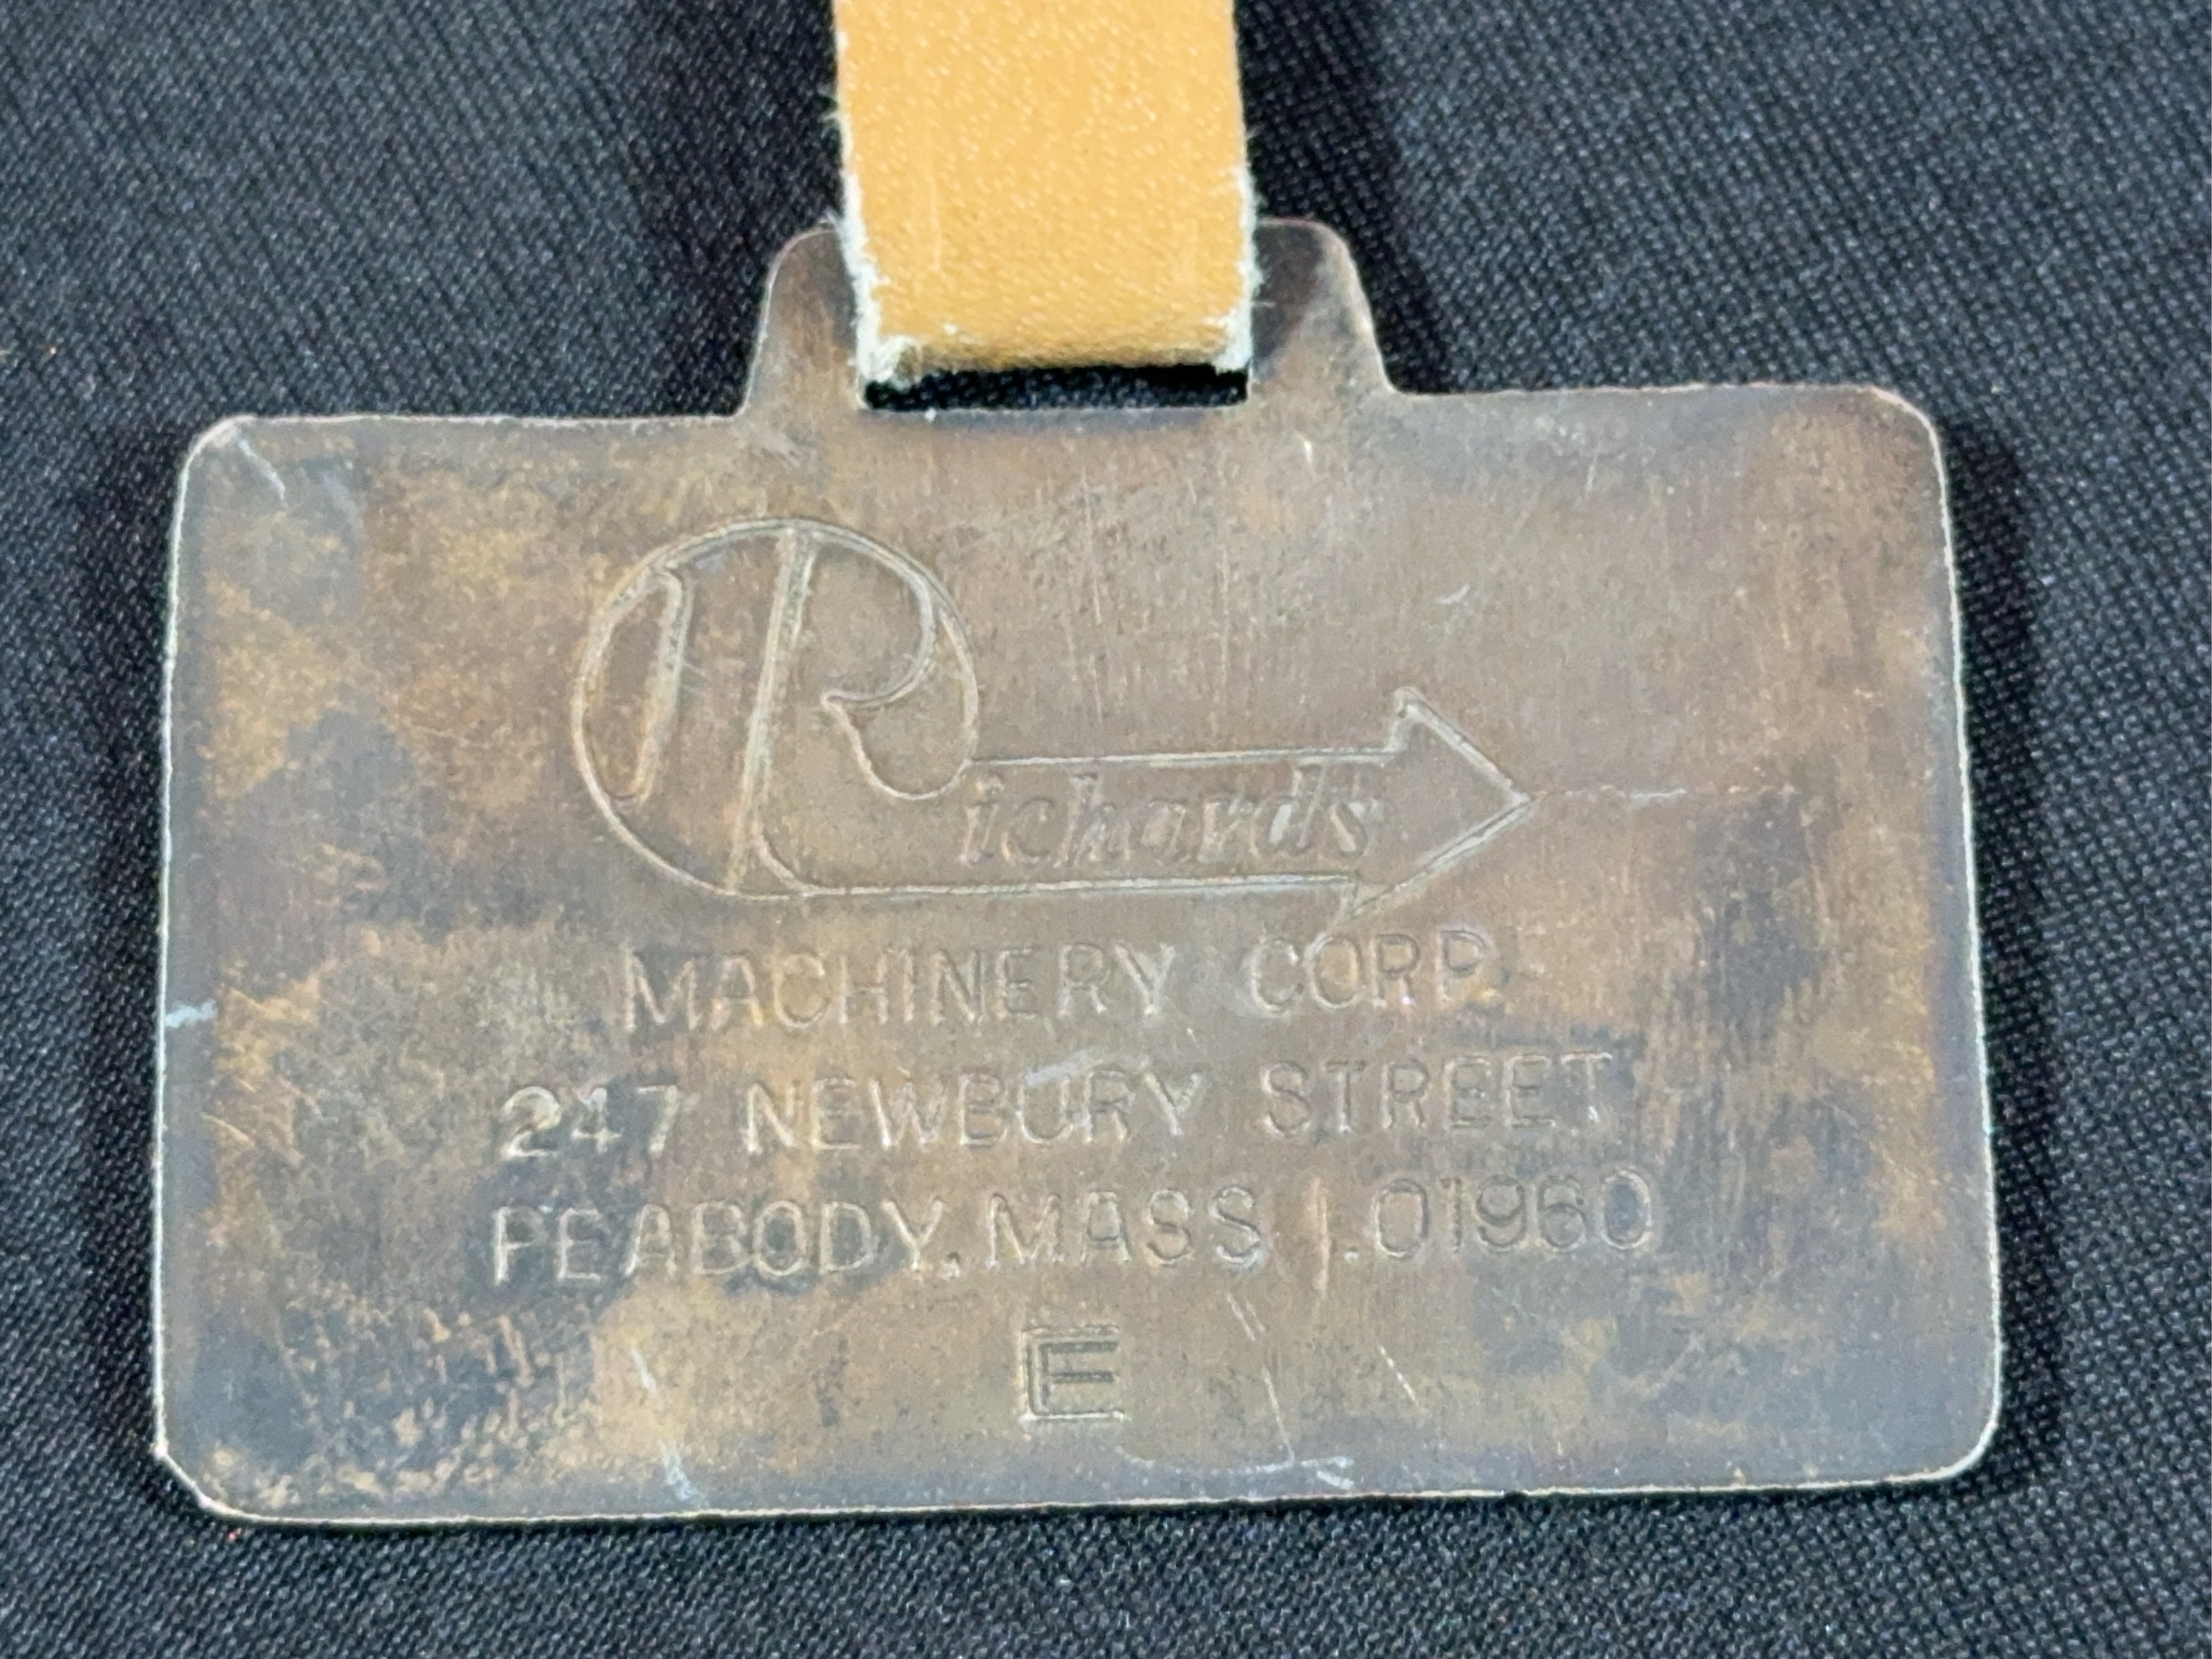 Richards
MACHINERY CORP.
247 NEWBURY STREET
PEABODY, MASS. 01960
E